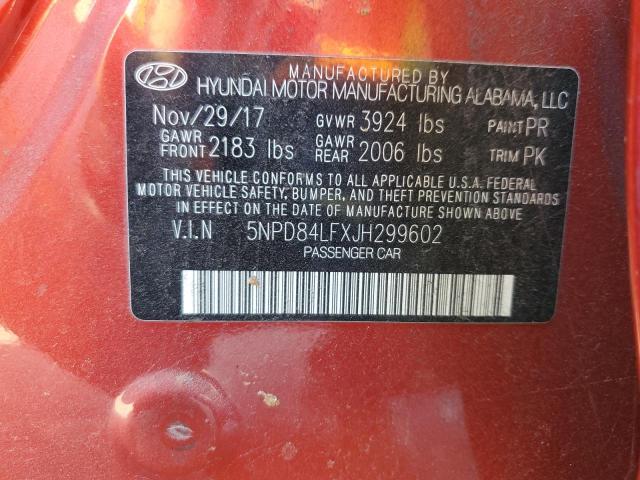 MANUFACTURED BY
HYUNDAI MOTOR MANUFACTURING ALABAMA, LLC
Nov/29/17 GVWR 3924 lbs PAINT PR
GAWR FRONT 2183 lbs GAWR REAR 2006 lbs TRIM PK
THIS VEHICLE CONFORMS TO ALL APPLICABLE U.S.A. FEDERAL
MOTOR VEHICLE SAFETY, BUMPER, AND THEFT PREVENTION STANDARDS
IN EFFECT ON THE DATE OF MANUFACTURE SHOWN ABOVE.
V.I.N 5NPD84LFXJH299602
PASSENGER CAR